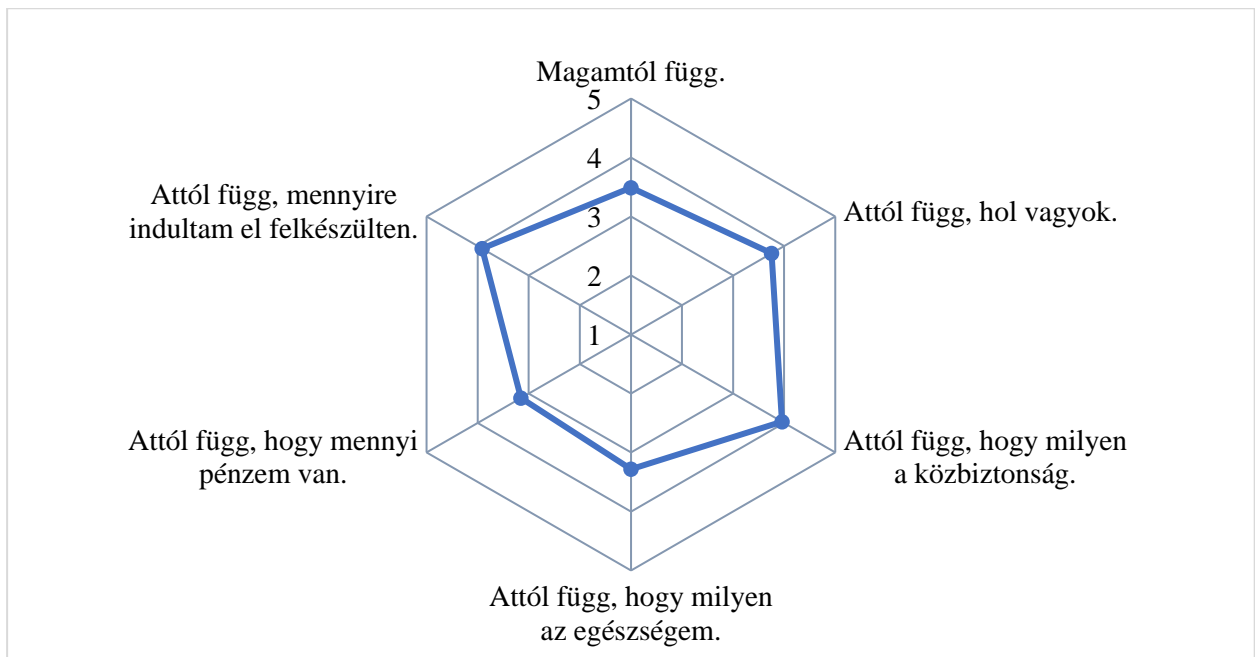 Magamtól függ.
5
4
3
2
1
Attól függ, hol vagyok.
Attól függ, hogy milyen
a közbiztonság.
Attól függ, hogy milyen
az egészségem.
Attól függ, hogy mennyi
pénzem van.
Attól függ, mennyire
indultam el felkészülten.